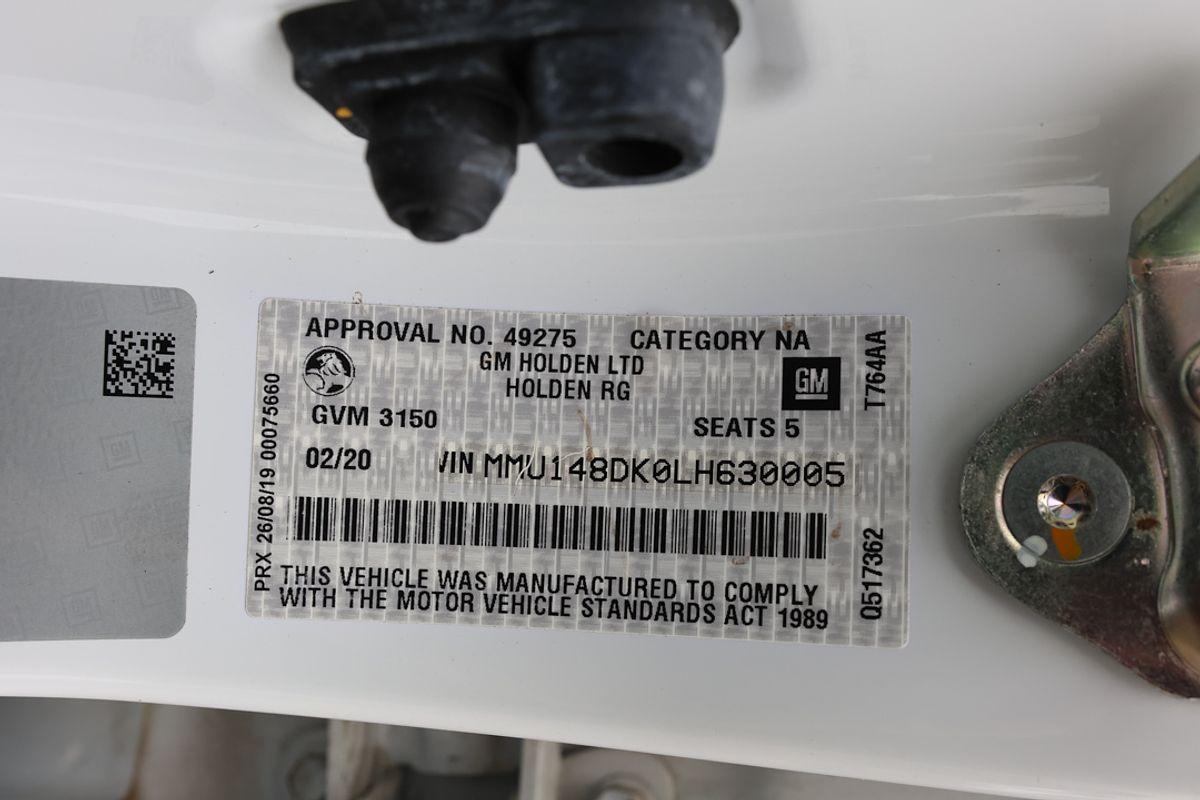 APPROVAL NO. 49275 CATEGORY NA
GM HOLDEN LTD
HOLDEN RG
GM
GVM 3150 SEATS 5
02/20 VIN MMU148DK0LH630005
THIS VEHICLE WAS MANUFACTURED TO COMPLY
WITH THE MOTOR VEHICLE STANDARDS ACT 1989
PRX 26/08/19 00075660
T764AA
Q517362